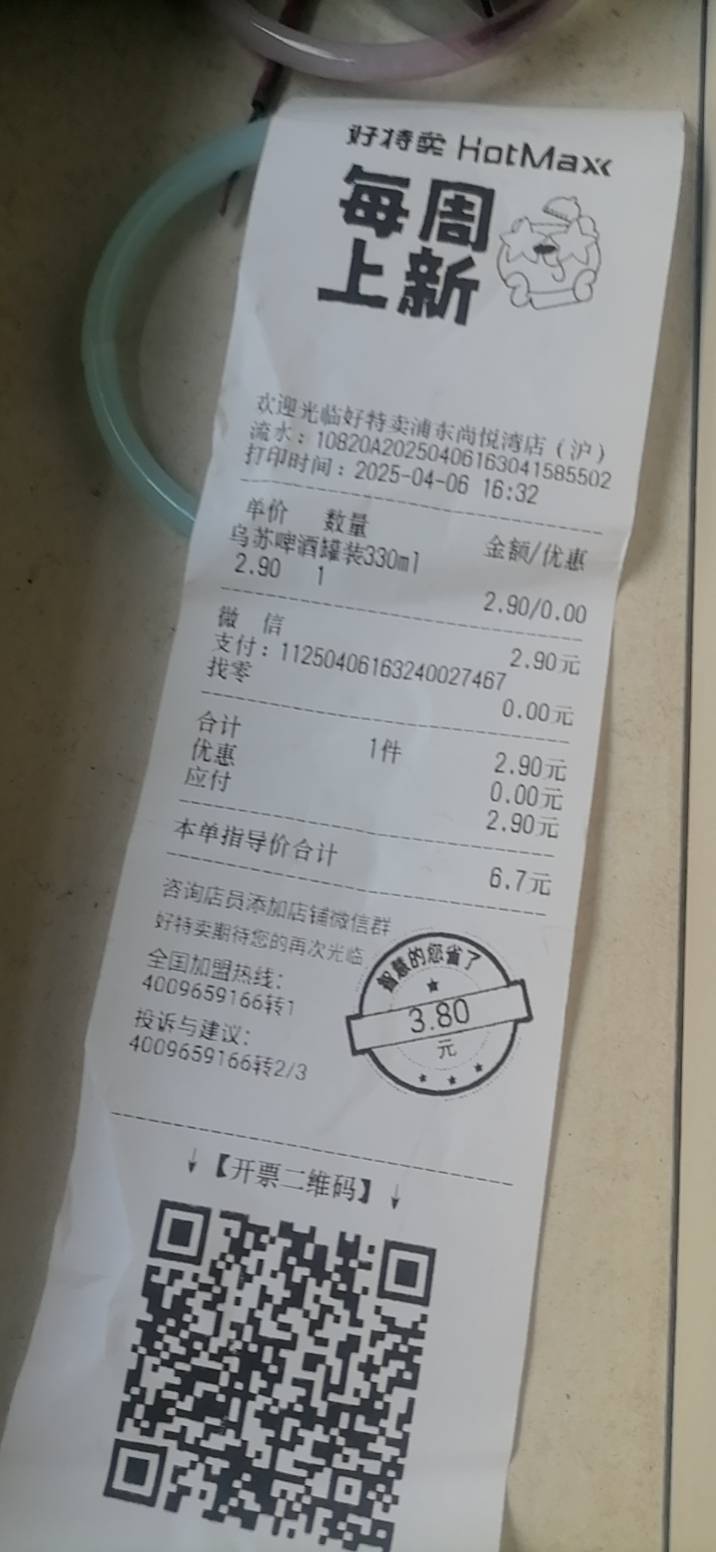 好特卖 HotMaxx
每周
上新
欢迎光临好特卖浦东尚悦湾店（沪）
流水：10820A20250406163041585502
打印时间：2025-04-06 16:32
单价 数量 金额/优惠
乌苏啤酒罐装330ml
2.90 1 2.90/0.00
微 信 2.90元
支付：11250406163240027467
找零 0.00元
合计 1件 2.90元
优惠 0.00元
应付 2.90元
本单指导价合计 6.7元
咨询店员添加店铺微信群
好特卖期待您的再次光临
全国加盟热线：
4009659166转1
投诉与建议：
4009659166转2/3
智慧的您省了
3.80
元
↓【开票二维码】↓